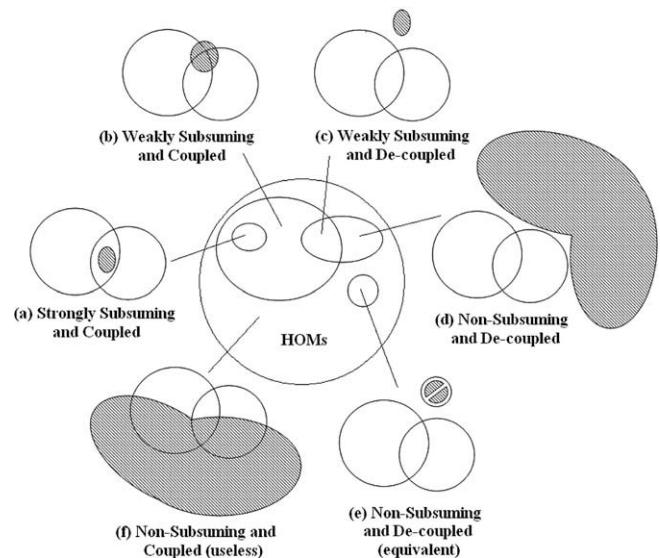 (b) Weakly Subsuming
and Coupled
(c) Weakly Subsuming
and De-coupled
(a) Strongly Subsuming
and Coupled
(d) Non-Subsuming
and De-coupled
HOMs
(f) Non-Subsuming and
Coupled (useless)
(e) Non-Subsuming
and De-coupled
(equivalent)